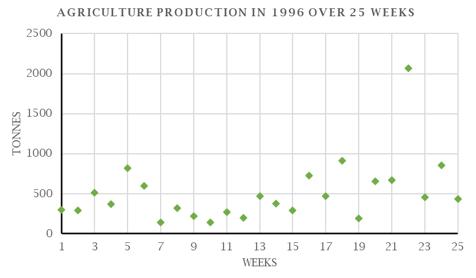 AGRICULTURE PRODUCTION IN 1996 OVER 25 WEEKS
2500
2000
1500
1000
500
0
TONNES
1 3 5 7 9 11 13 15 17 19 21 23 25
WEEKS